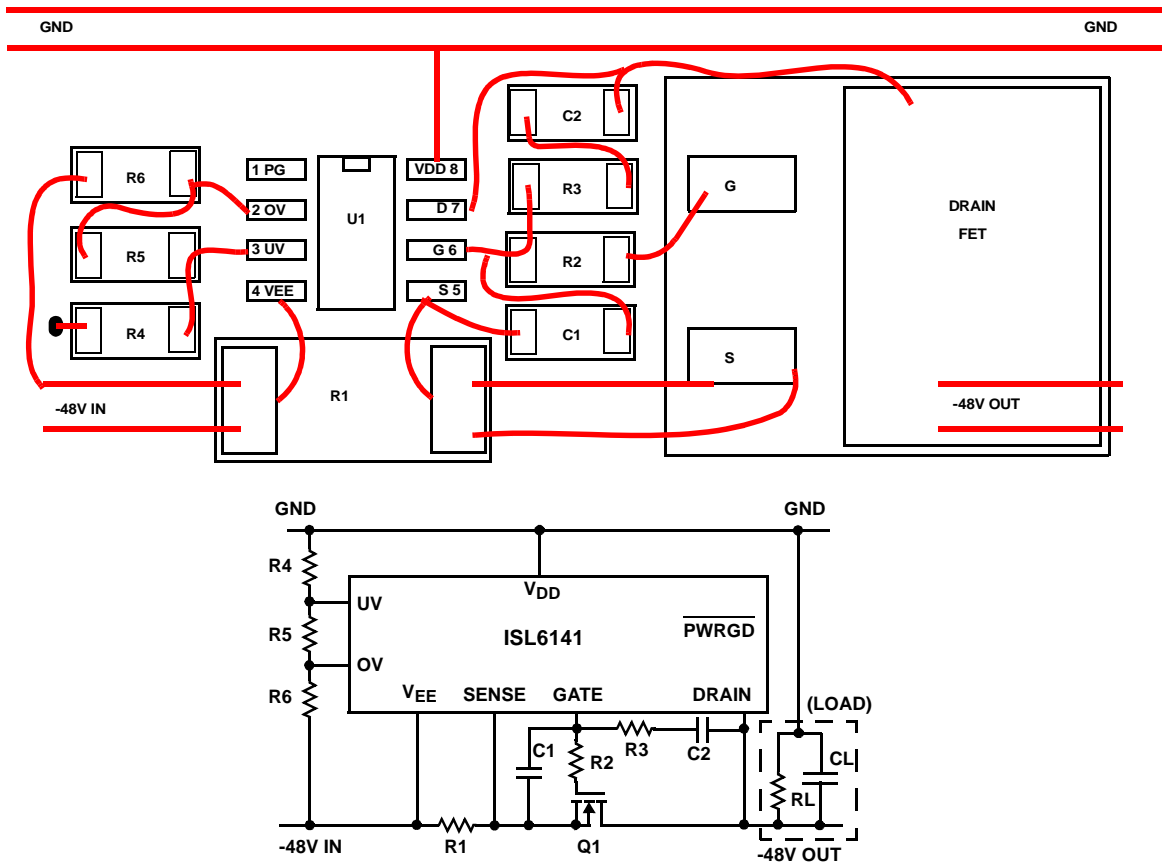 GND
GND
C2
1 PG
VDD 8
R6
R3
G
2 OV
U1
D 7
DRAIN
FET
3 UV
G 6
R5
R2
4 VEE
S 5
R4
C1
S
R1
-48V IN
-48V OUT
GND
GND
R4
VDD
UV
PWRGD
R5
ISL6141
OV
R6
VEE
SENSE
GATE
DRAIN
(LOAD)
C1
R3
C2
R2
CL
RL
-48V IN
R1
Q1
-48V OUT